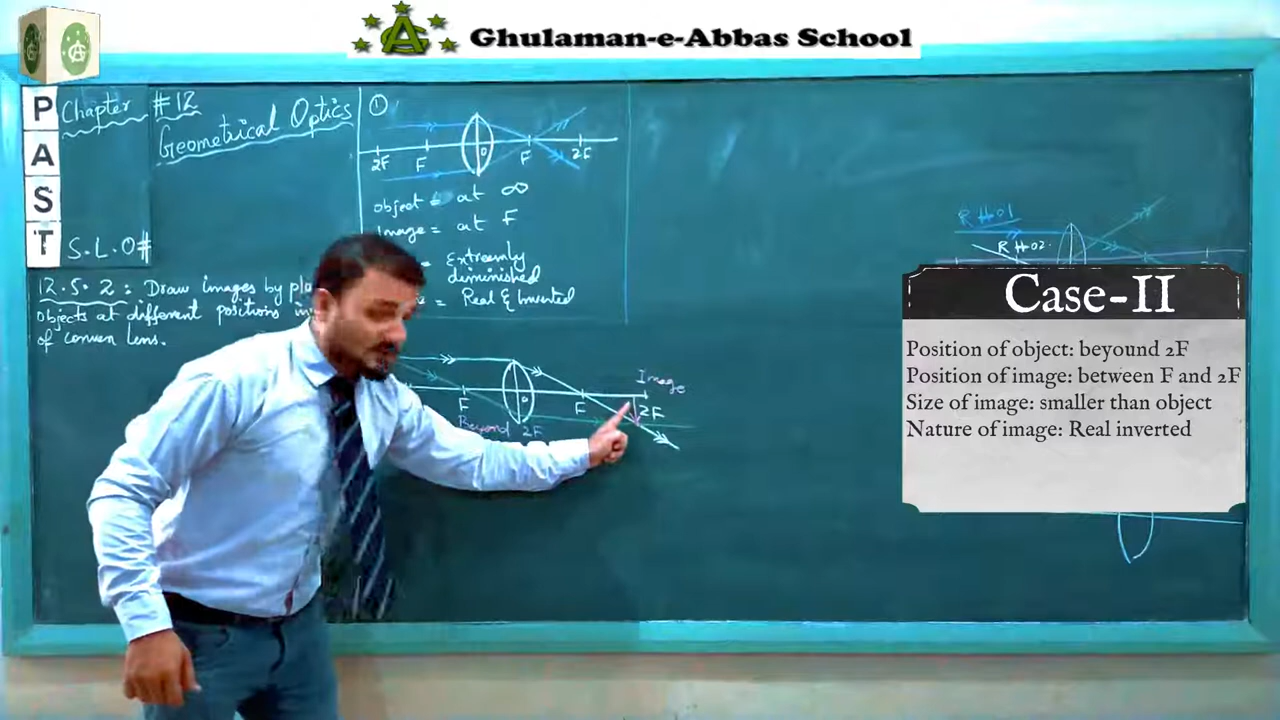 Ghulaman-e-Abbas School
P
A
S
T
Chapter #12
Geometrical Optics
S.L.O#
12.5.2: Draw images by
objects at different positions in
of convex lens.
①
2F F O F 2F
object = at ∞
Image = at F
= Extreemly
diminished
= Real & Inverted
Image
F O F 2F
Beyond 2F
R#01
R#02.
Case-II
Position of object: beyound 2F
Position of image: between F and 2F
Size of image: smaller than object
Nature of image: Real inverted